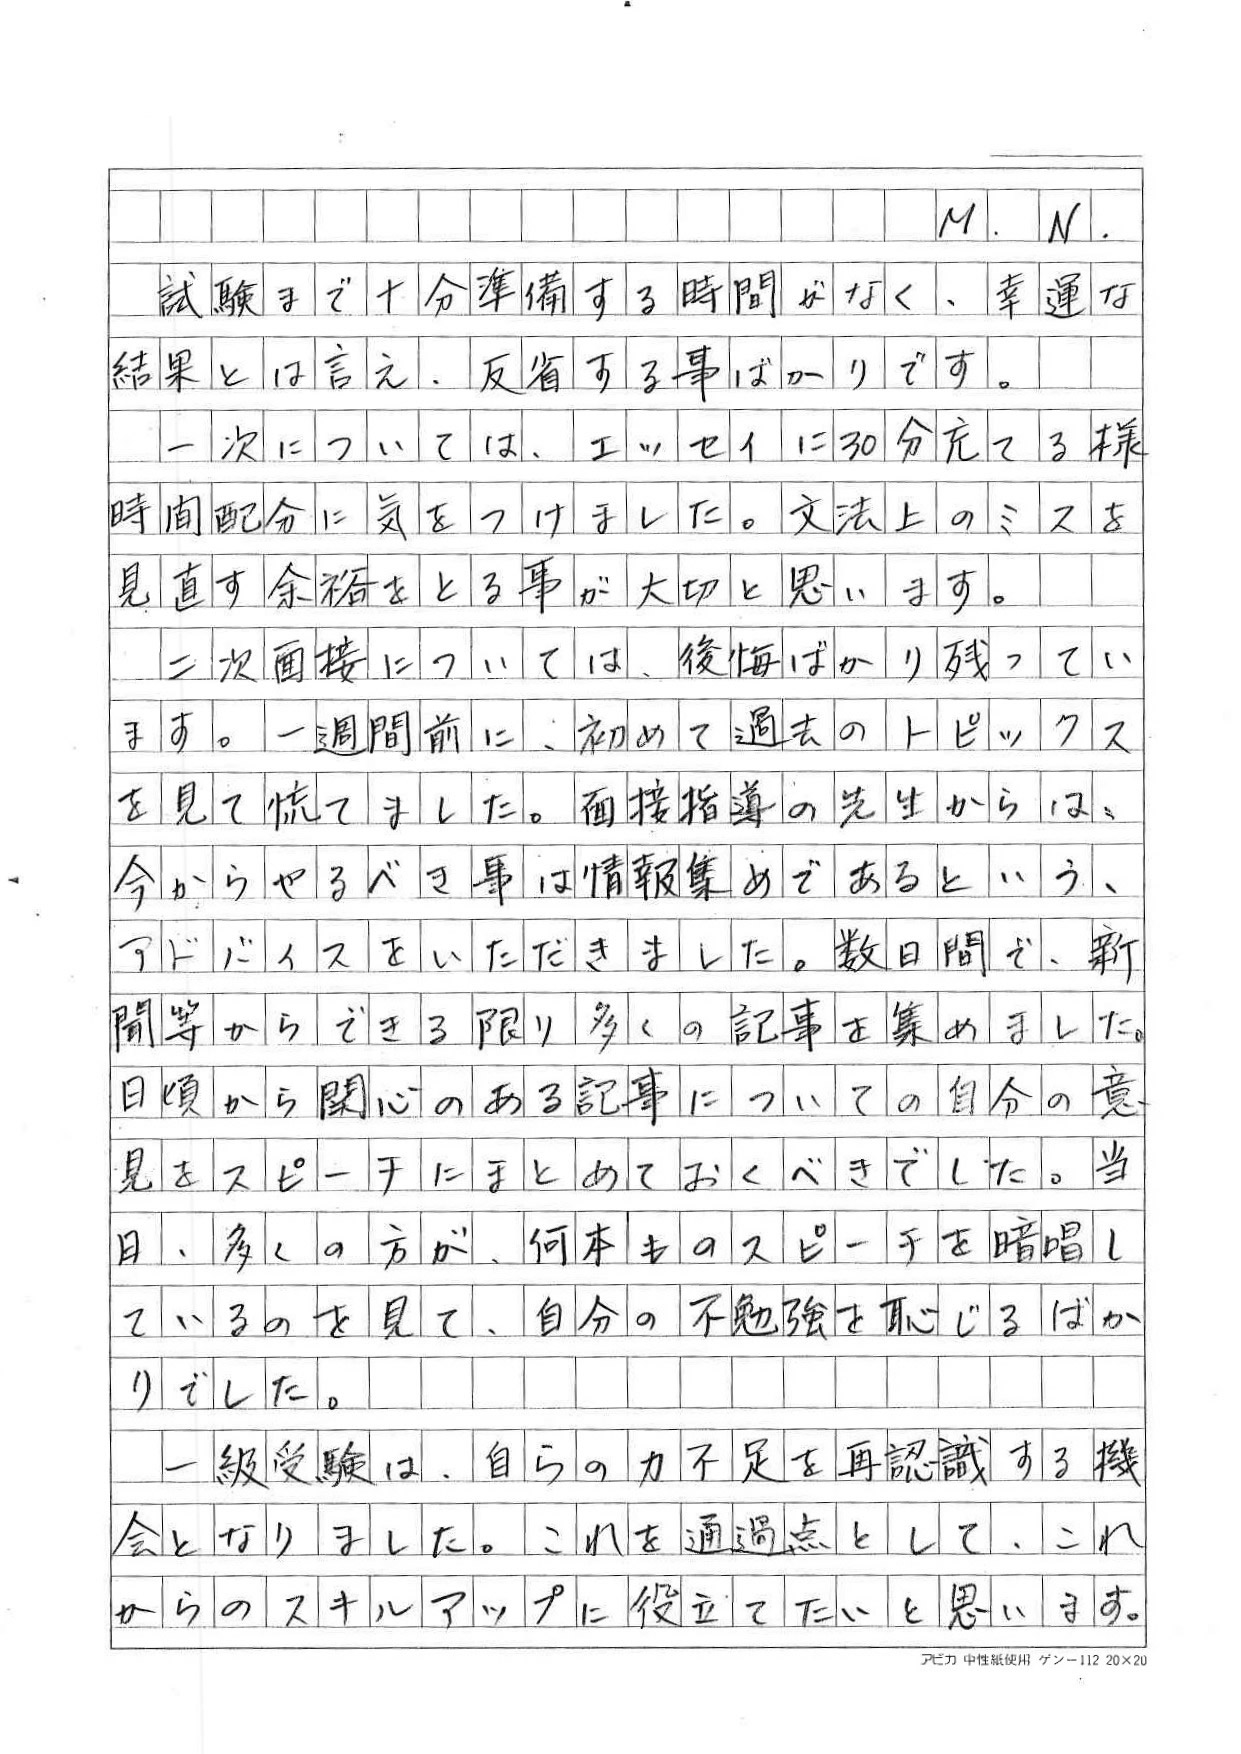 M. N.
試験まで十分準備する時間がなく、幸運な
結果とは言え、反省する事ばかりです。
一次については、エッセイに30分充てる様
時間配分に気をつけました。文法上のミスを
見直す余裕をとる事が大切と思います。
二次面接については、後悔ばかり残ってい
ます。一週間前に、初めて過去のトピックス
を見て慌てました。面接指導の先生からは、
今からやるべき事は情報集めであるという、
アドバイスをいただきました。数日間で、新
聞等からできる限り多くの記事を集めました。
日頃から関心のある記事についての自分の意
見をスピーチにまとめておくべきでした。当
日、多くの方が、何本ものスピーチを暗唱し
ているのを見て、自分の不勉強を恥じるばか
りでした。
一級受験は、自らの力不足を再認識する機
会となりました。これを通過点として、これ
からのスキルアップに役立てたいと思います。
アピカ 中性紙使用 ゲンー112 20×20